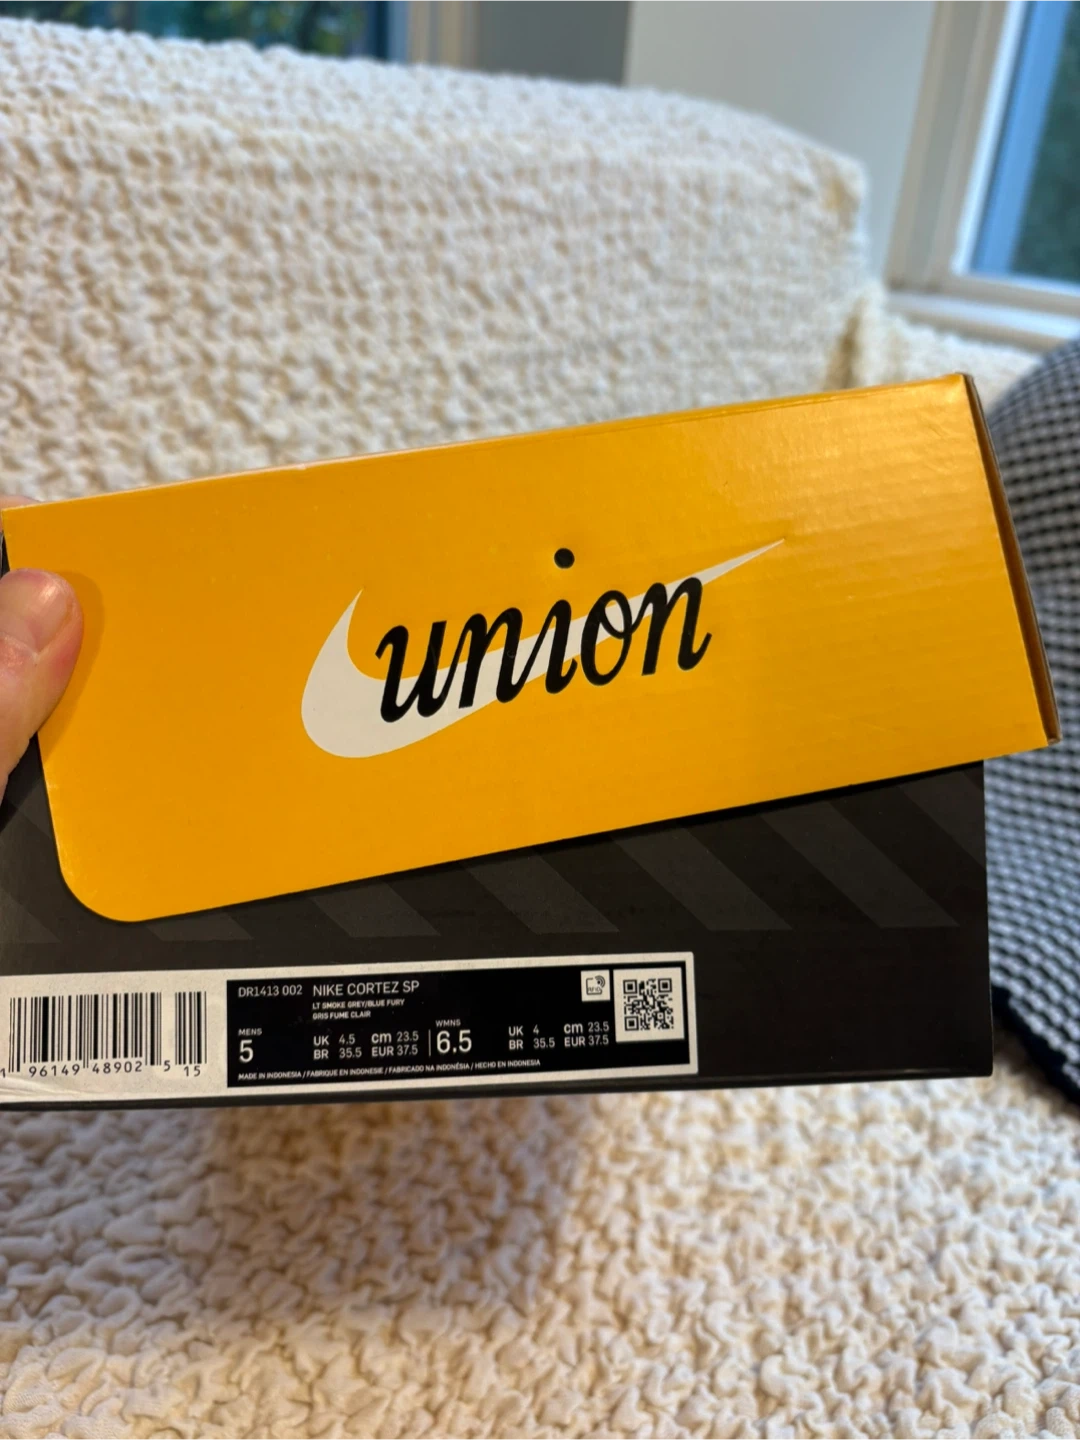 union
DR1413 002 NIKE CORTEZ SP
LT SMOKE GREY/BLUE FURY
GRIS FUME CLAIR
MENS
5
UK 4.5 cm 23.5
BR 35.5 EUR 37.5
WMNS
6.5
UK 4 cm 23.5
BR 35.5 EUR 37.5
MADE IN INDONESIA / FABRIQUE EN INDONESIE / FABRICADO NA INDONÉSIA / HECHO EN INDONESIA
1 96149 48902 5 15